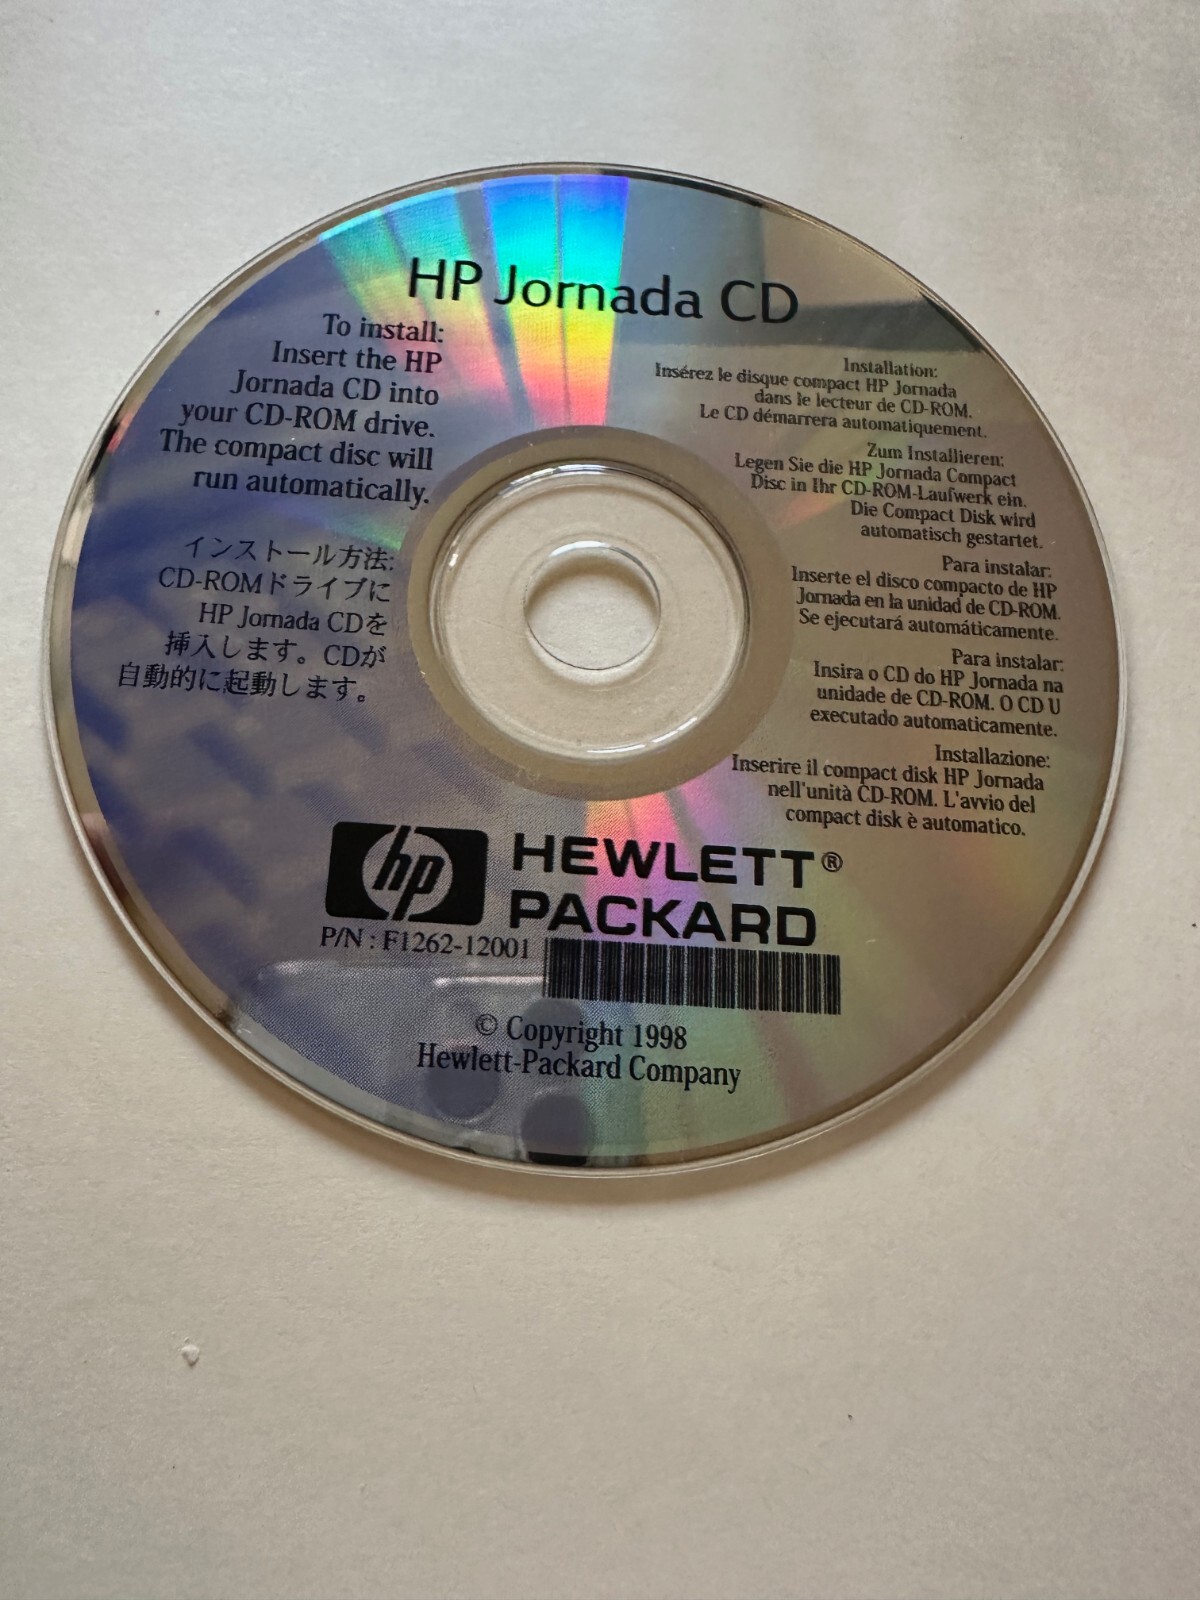 HP Jornada CD
To install:
Insert the HP
Jornada CD into
your CD-ROM drive.
The compact disc will
run automatically.
インストール方法:
CD-ROMドライブに
HP Jornada CDを
挿入します。CDが
自動的に起動します。
Installation:
Insérez le disque compact HP Jornada
dans le lecteur de CD-ROM.
Le CD démarrera automatiquement.
Zum Installieren:
Legen Sie die HP Jornada Compact
Disc in Ihr CD-ROM-Laufwerk ein.
Die Compact Disk wird
automatisch gestartet.
Para instalar:
Inserte el disco compacto de HP
Jornada en la unidad de CD-ROM.
Se ejecutará automáticamente.
Para instalar:
Insira o CD do HP Jornada na
unidade de CD-ROM. O CD U
executado automaticamente.
Installazione:
Inserire il compact disk HP Jornada
nell'unità CD-ROM. L'avvio del
compact disk è automatico.
hp
HEWLETT®
PACKARD
P/N : F1262-12001
© Copyright 1998
Hewlett-Packard Company